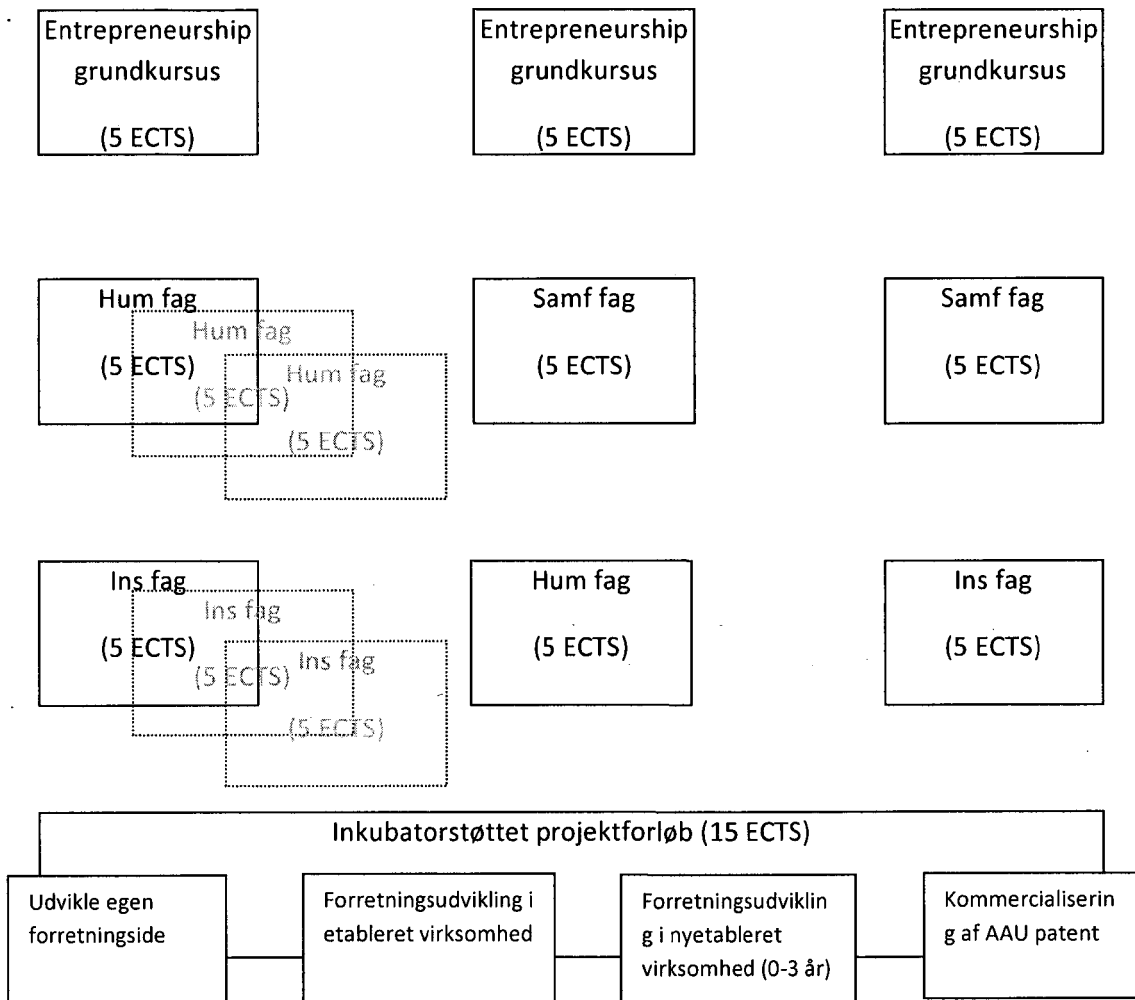 Entrepreneurship
grundkursus
(5 ECTS)
Entrepreneurship
grundkursus
(5 ECTS)
Entrepreneurship
grundkursus
(5 ECTS)
Hum fag
(5 ECTS)
Hum fag
(5 ECTS)
Hum fag
(5 ECTS)
Samf fag
(5 ECTS)
Samf fag
(5 ECTS)
Ins fag
(5 ECTS)
Ins fag
(5 ECTS)
Ins fag
(5 ECTS)
Hum fag
(5 ECTS)
Ins fag
(5 ECTS)
Inkubatorstøttet projektforløb (15 ECTS)
Udvikle egen
forretningside
Forretningsudvikling i
etableret virksomhed
Forretningsudviklin
g i nyetableret
virksomhed (0-3 år)
Kommercialiserin
g af AAU patent